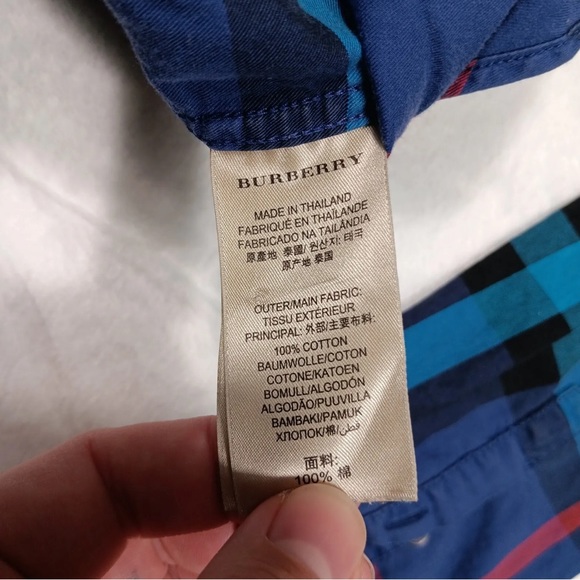 BURBERRY
MADE IN THAILAND
FABRIQUÉ EN THAÏLANDE
FABRICADO NA TAILÂNDIA
原產地 泰國/ 원산지: 태국
原产地 泰国
OUTER/MAIN FABRIC:
TISSU EXTÉRIEUR
PRINCIPAL: 外部/主要布料:
100% COTTON
BAUMWOLLE/COTON
COTONE/KATOEN
BOMULL/ALGODÓN
ALGODÃO/PUUVILLA
BAMBAKI/PAMUK
ХЛОПОК/棉/قطن
面料:
100% 棉